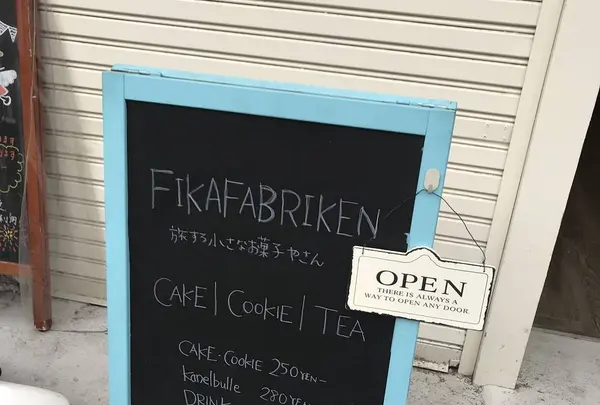 FIKAFABRIKEN
旅する小さなお菓子やさん
CAKE | COOKIE | TEA
CAKE・COOKIE 250YEN~
Kanelbulle 280YEN~
DRINK
OPEN
THERE IS ALWAYS A
WAY TO OPEN ANY DOOR